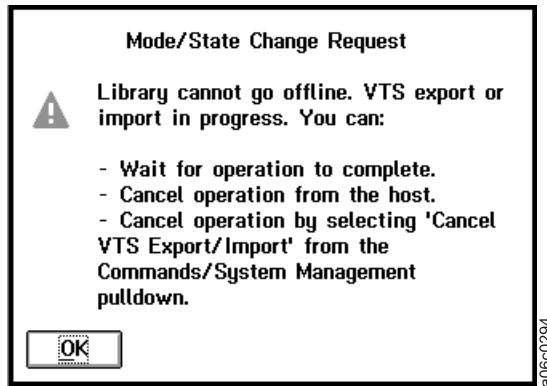 Mode/State Change Request
Library cannot go offline. VTS export or
import in progress. You can:
- Wait for operation to complete.
- Cancel operation from the host.
- Cancel operation by selecting 'Cancel
VTS Export/Import' from the
Commands/System Management
pulldown.
OK
a06c0294